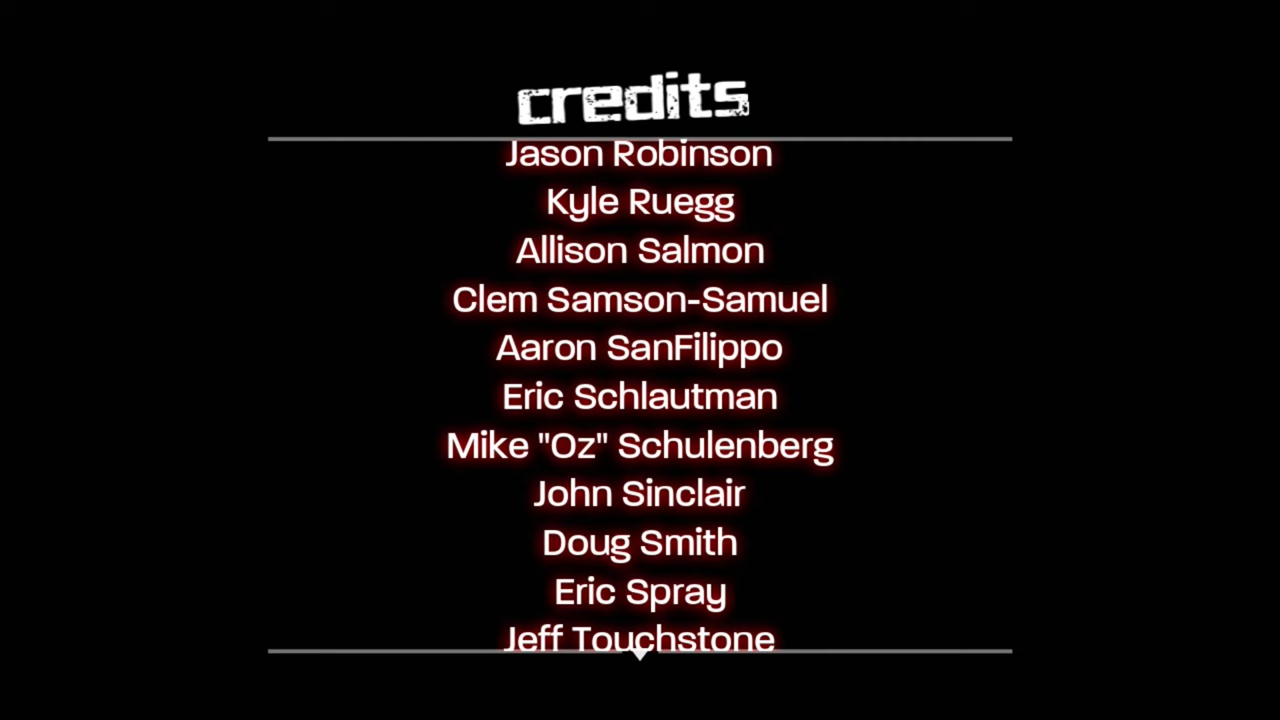 credits
Jason Robinson
Kyle Ruegg
Allison Salmon
Clem Samson-Samuel
Aaron SanFilippo
Eric Schlautman
Mike "Oz" Schulenberg
John Sinclair
Doug Smith
Eric Spray
Jeff Touchstone